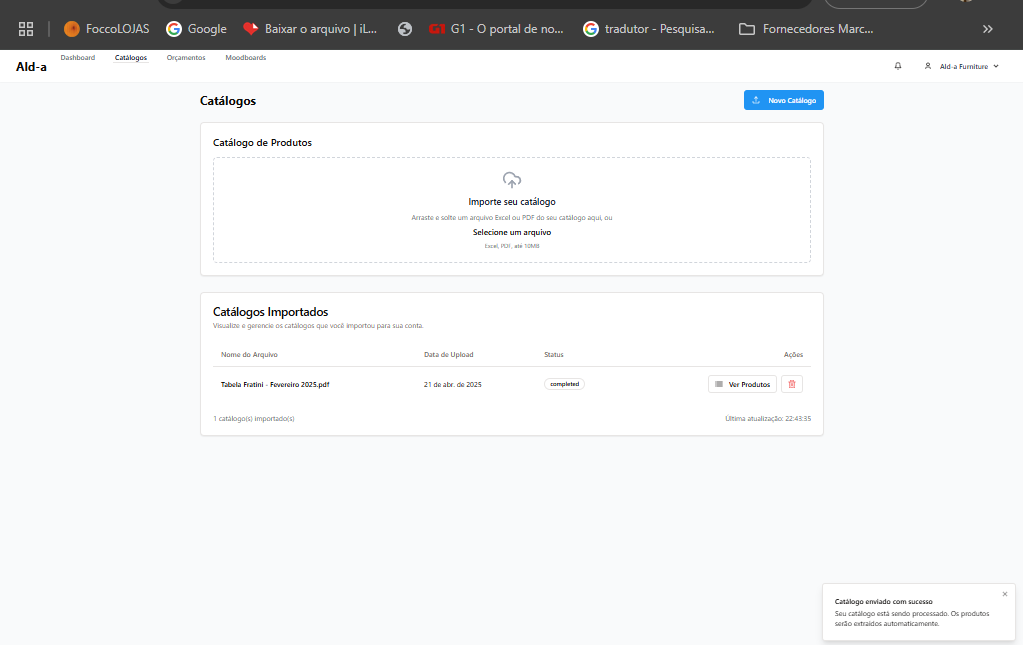 FoccoLOJAS
Google
Baixar o arquivo | iL...
G1 - O portal de no...
tradutor - Pesquisa...
Fornecedores Marc...
Ald-a
Dashboard
Catálogos
Orçamentos
Moodboards
Ald-a Furniture
Catálogos
Novo Catálogo
Catálogo de Produtos
Importe seu catálogo
Arraste e solte um arquivo Excel ou PDF do seu catálogo aqui, ou
Selecione um arquivo
Excel, PDF, até 10MB
Catálogos Importados
Visualize e gerencie os catálogos que você importou para sua conta.
Nome do Arquivo
Data de Upload
Status
Ações
Tabela Fratini - Fevereiro 2025.pdf
21 de abr. de 2025
completed
Ver Produtos
1 catálogo(s) importado(s)
Última atualização: 22:43:35
Catálogo enviado com sucesso
Seu catálogo está sendo processado. Os produtos
serão extraídos automaticamente.